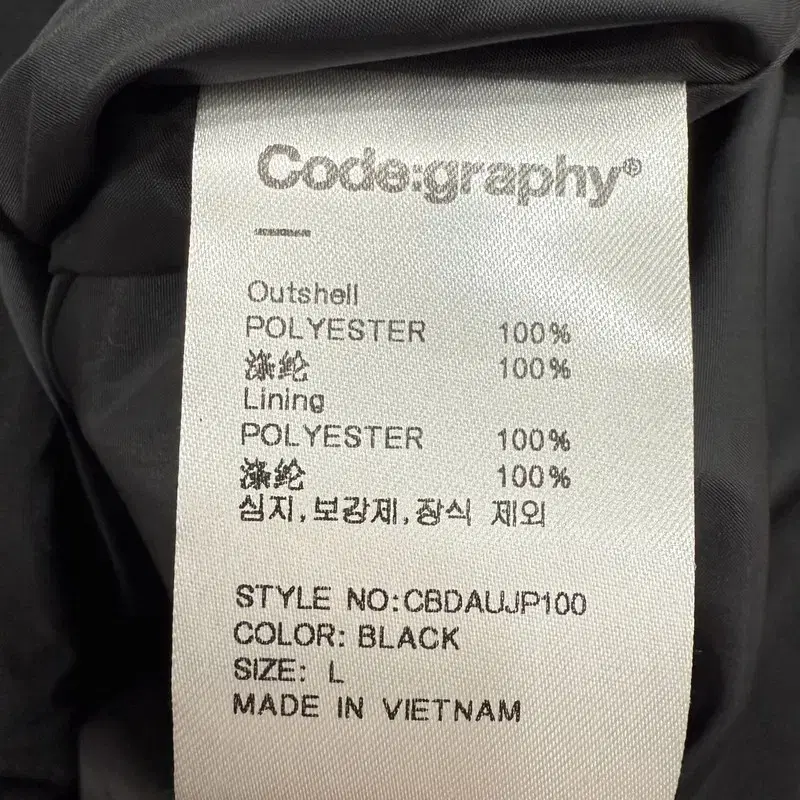 Code:graphy®
Outshell
POLYESTER 100%
涤纶 100%
Lining
POLYESTER 100%
涤纶 100%
심지,보강제,장식 제외
STYLE NO:CBDAUJP100
COLOR: BLACK
SIZE: L
MADE IN VIETNAM